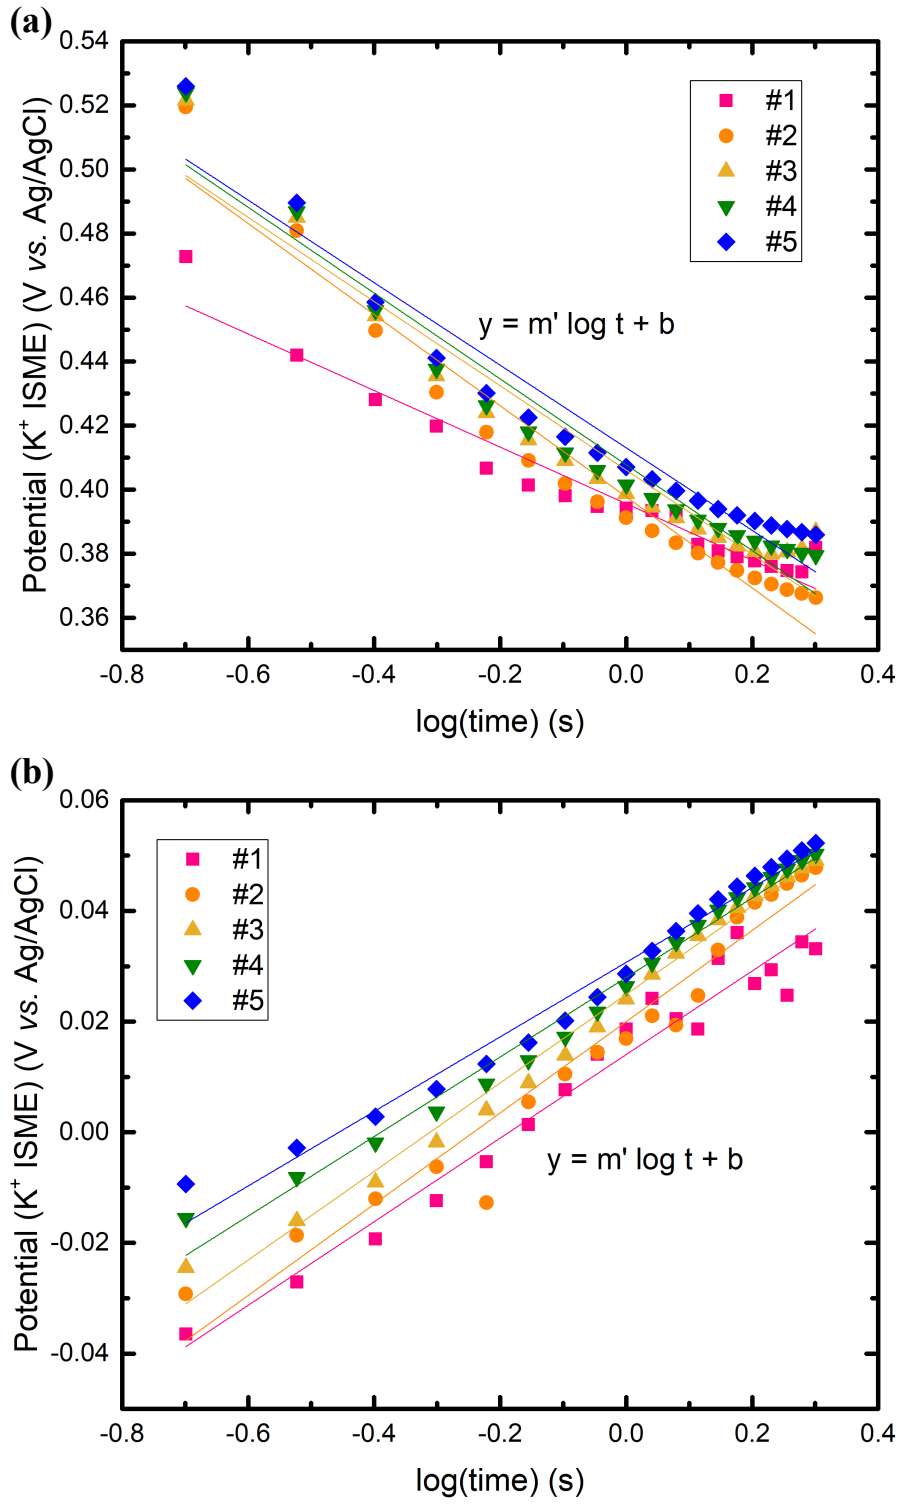 (a)
0.54
0.52
0.50
0.48
0.46
0.44
0.42
0.40
0.38
0.36
Potential (K⁺ ISME) (V vs. Ag/AgCl)
#1
#2
#3
#4
#5
y = m' log t + b
-0.8 -0.6 -0.4 -0.2 0.0 0.2 0.4
log(time) (s)
(b)
0.06
0.04
0.02
0.00
-0.02
-0.04
Potential (K⁺ ISME) (V vs. Ag/AgCl)
#1
#2
#3
#4
#5
y = m' log t + b
-0.8 -0.6 -0.4 -0.2 0.0 0.2 0.4
log(time) (s)